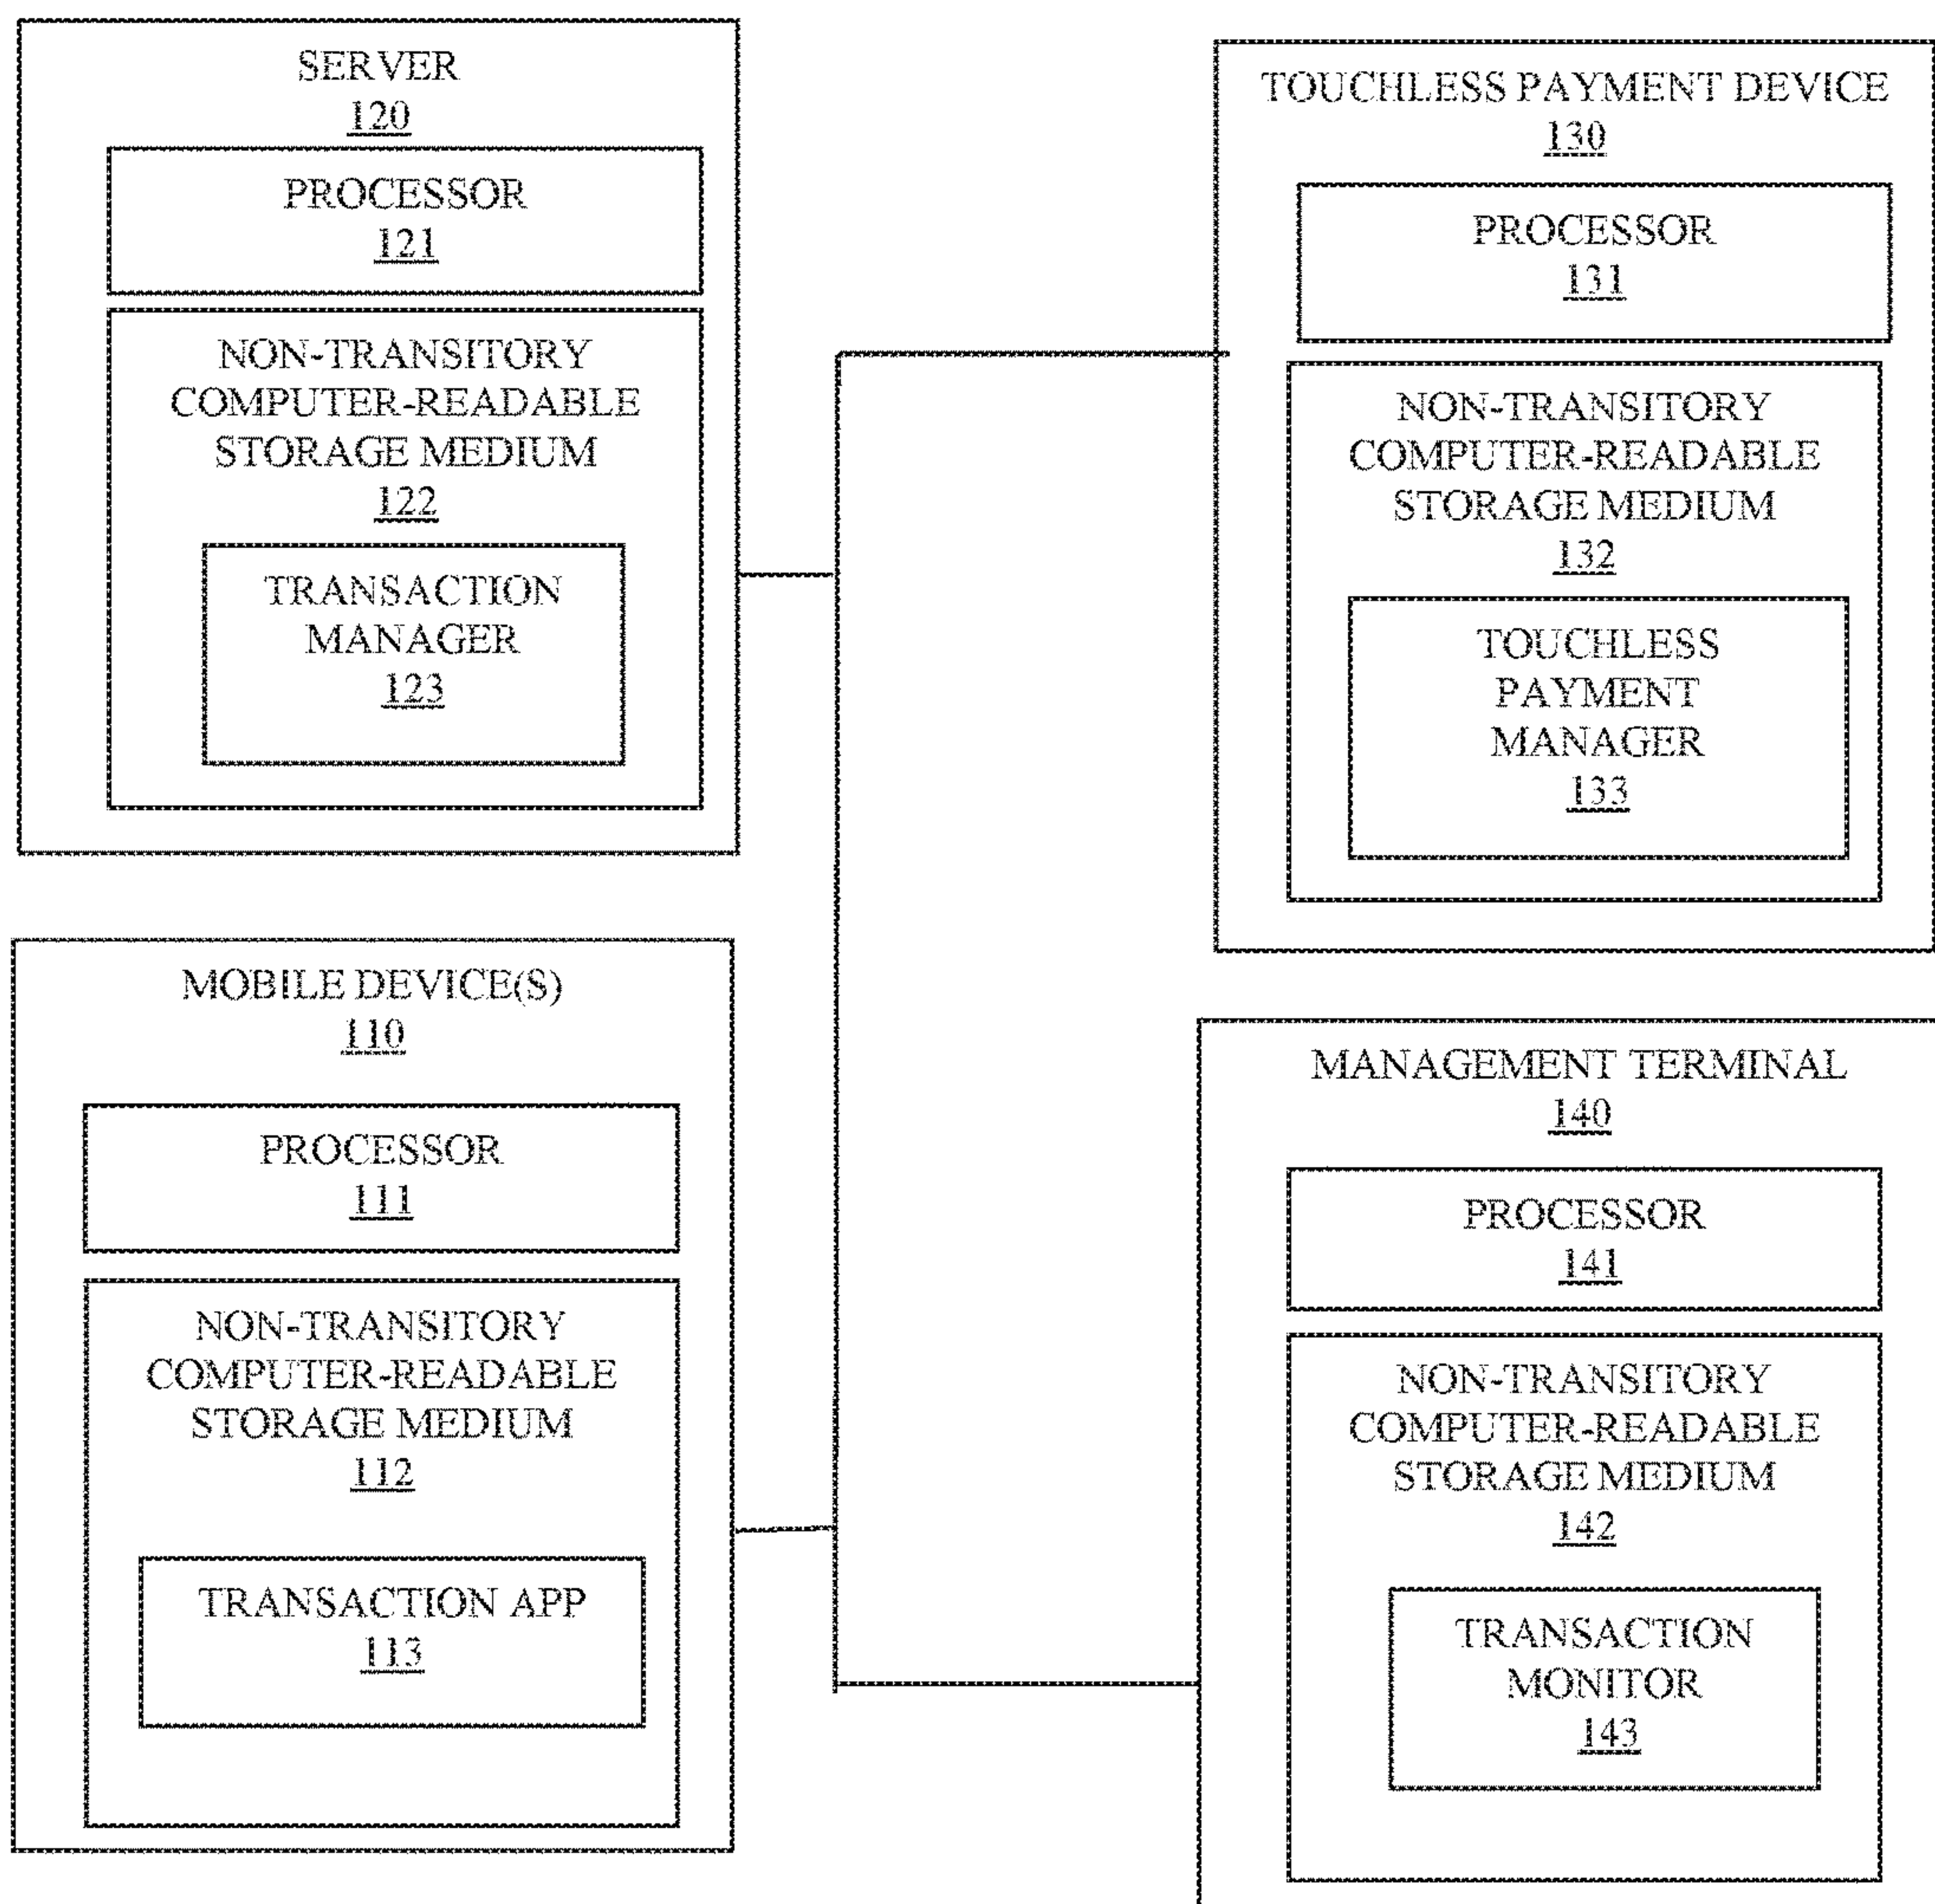 SERVER
120
PROCESSOR
121
NON-TRANSITORY
COMPUTER-READABLE
STORAGE MEDIUM
122
TRANSACTION
MANAGER
123
TOUCHLESS PAYMENT DEVICE
130
PROCESSOR
131
NON-TRANSITORY
COMPUTER-READABLE
STORAGE MEDIUM
132
TOUCHLESS
PAYMENT
MANAGER
133
MOBILE DEVICE(S)
110
PROCESSOR
111
NON-TRANSITORY
COMPUTER-READABLE
STORAGE MEDIUM
112
TRANSACTION APP
113
MANAGEMENT TERMINAL
140
PROCESSOR
141
NON-TRANSITORY
COMPUTER-READABLE
STORAGE MEDIUM
142
TRANSACTION
MONITOR
143